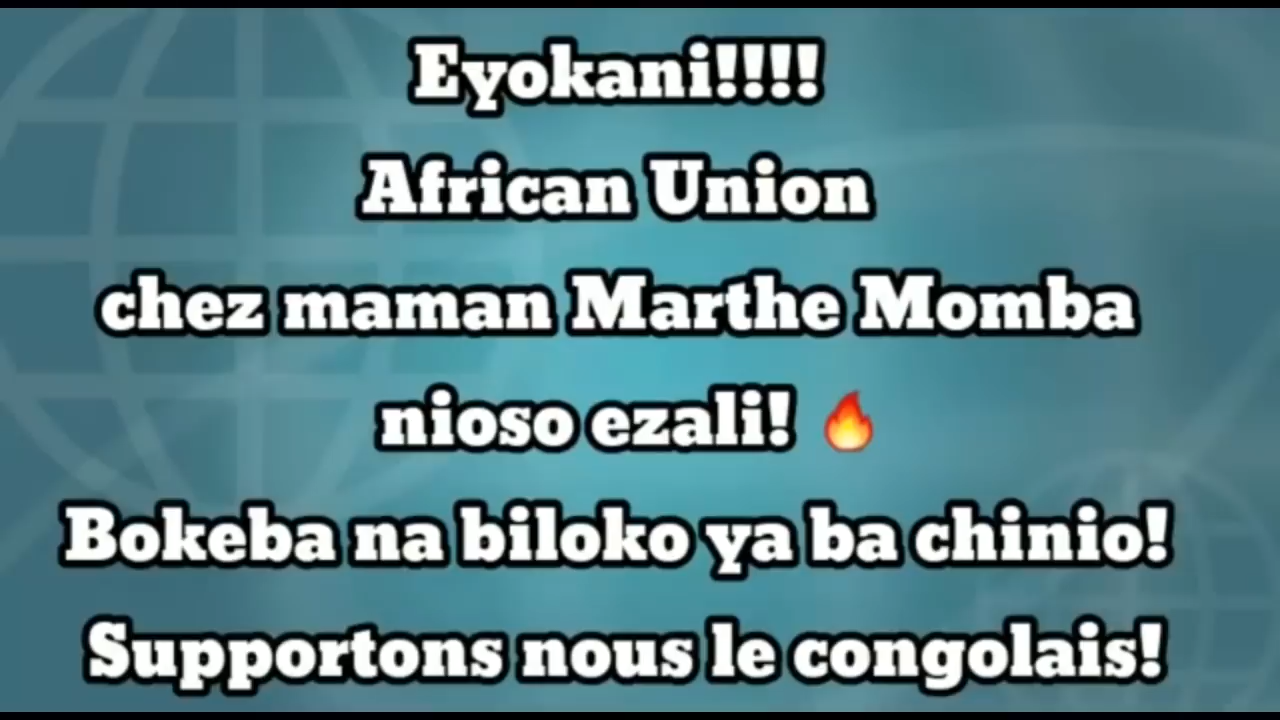 Eyokani!!!!
African Union
chez maman Marthe Momba
nioso ezali! 🔥
Bokeba na biloko ya ba chinio!
Supportons nous le congolais!